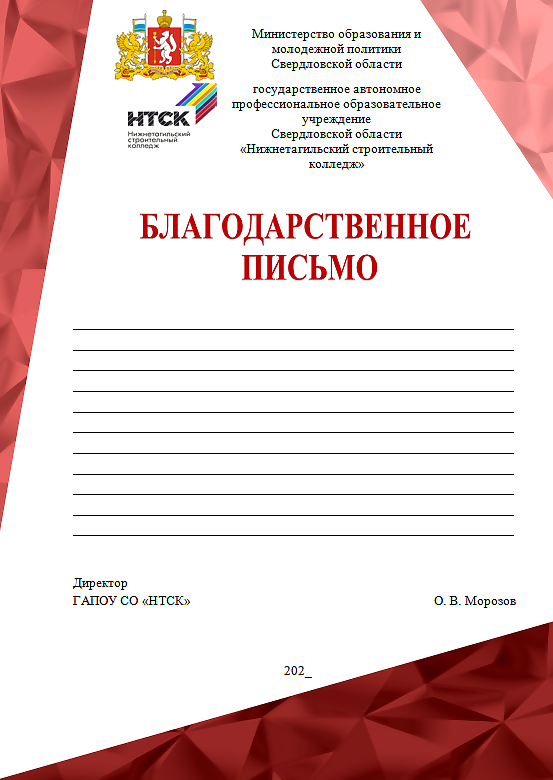 Министерство образования и
молодежной политики
Свердловской области
государственное автономное
профессиональное образовательное
учреждение
Свердловской области
«Нижнетагильский строительный
колледж»
НТСК
Нижнетагильский
строительный
колледж
БЛАГОДАРСТВЕННОЕ
ПИСЬМО
Директор
ГАПОУ СО «НТСК» О. В. Морозов
202_